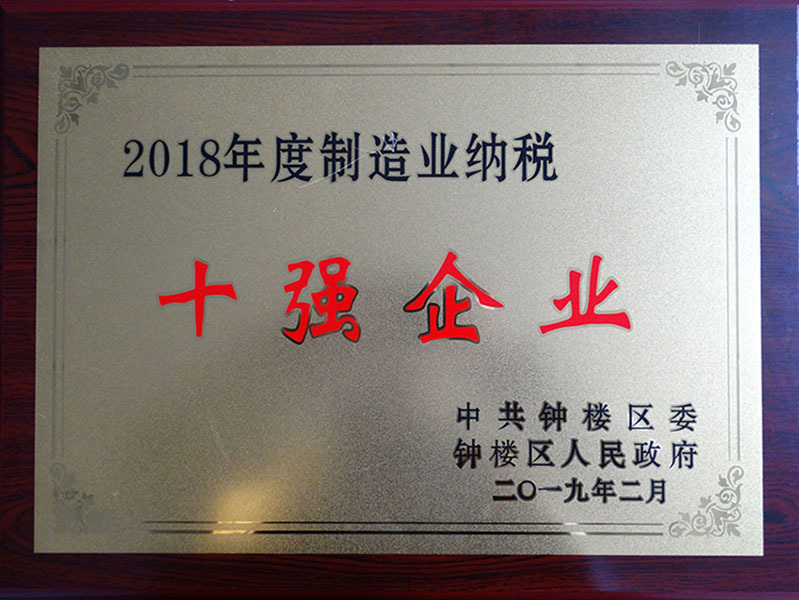 2018年度制造业纳税
十强企业
中共钟楼区委
钟楼区人民政府
二〇一九年二月